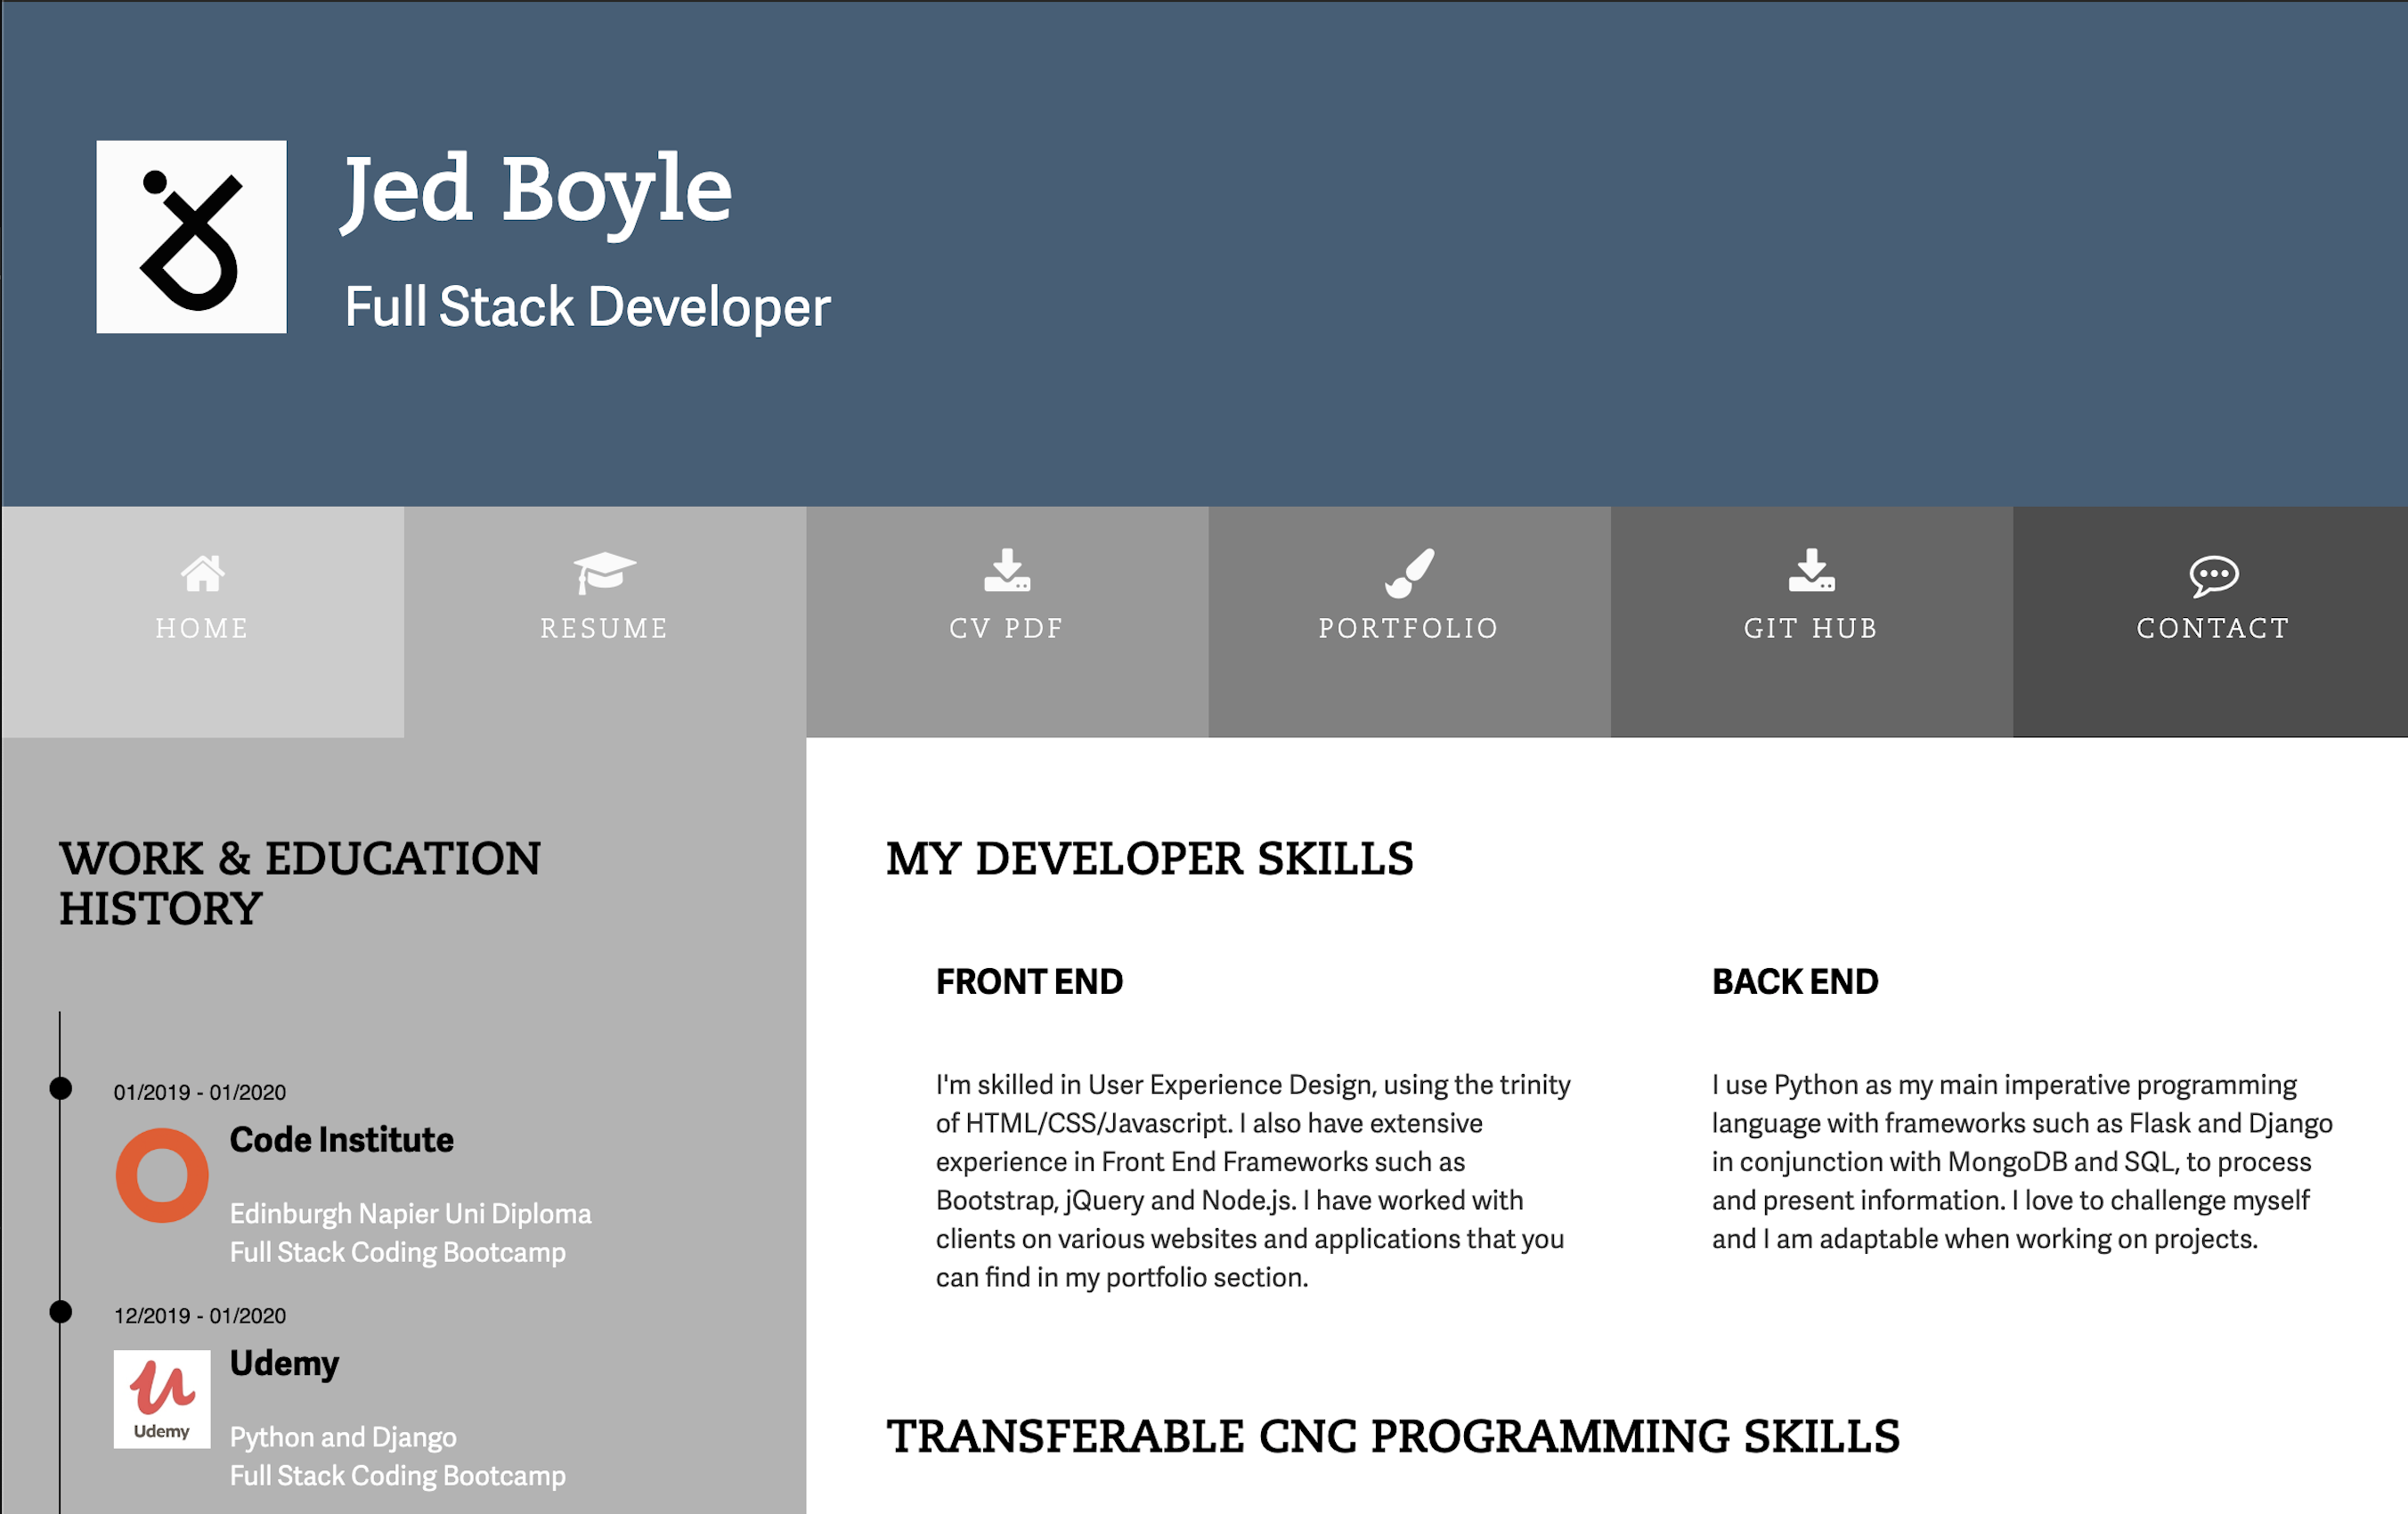 Jed Boyle
Full Stack Developer
HOME
RESUME
CV PDF
PORTFOLIO
GIT HUB
CONTACT
WORK & EDUCATION
HISTORY
01/2019 - 01/2020
Code Institute
Edinburgh Napier Uni Diploma
Full Stack Coding Bootcamp
12/2019 - 01/2020
Udemy
Udemy
Python and Django
Full Stack Coding Bootcamp
MY DEVELOPER SKILLS
FRONT END
I'm skilled in User Experience Design, using the trinity
of HTML/CSS/Javascript. I also have extensive
experience in Front End Frameworks such as
Bootstrap, jQuery and Node.js. I have worked with
clients on various websites and applications that you
can find in my portfolio section.
BACK END
I use Python as my main imperative programming
language with frameworks such as Flask and Django
in conjunction with MongoDB and SQL, to process
and present information. I love to challenge myself
and I am adaptable when working on projects.
TRANSFERABLE CNC PROGRAMMING SKILLS